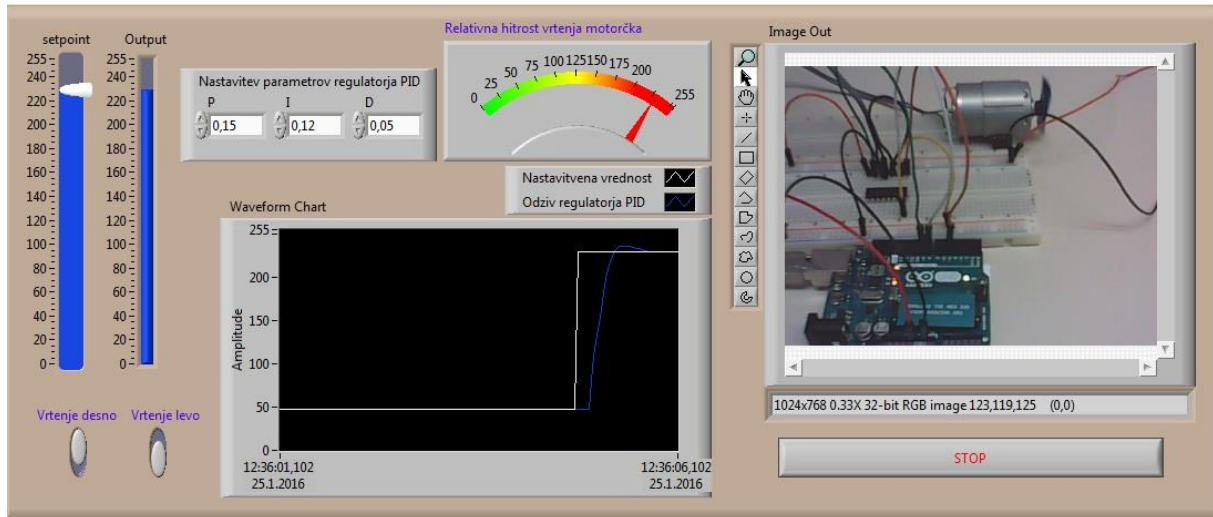 setpoint
Output
255
240
220
200
180
160
140
120
100
80
60
40
20
0
255
240
220
200
180
160
140
120
100
80
60
40
20
0
Vrtenje desno
Vrtenje levo
Nastavitev parametrov regulatorja PID
P I D
0,15 0,12 0,05
Relativna hitrost vrtenja motorčka
0 25 50 75 100 125 150 175 200 255
Nastavitvena vrednost
Odziv regulatorja PID
Waveform Chart
Amplitude
255
200
150
100
50
0
12:36:01,102
25.1.2016
12:36:06,102
25.1.2016
Image Out
1024x768 0.33X 32-bit RGB image 123,119,125 (0,0)
STOP